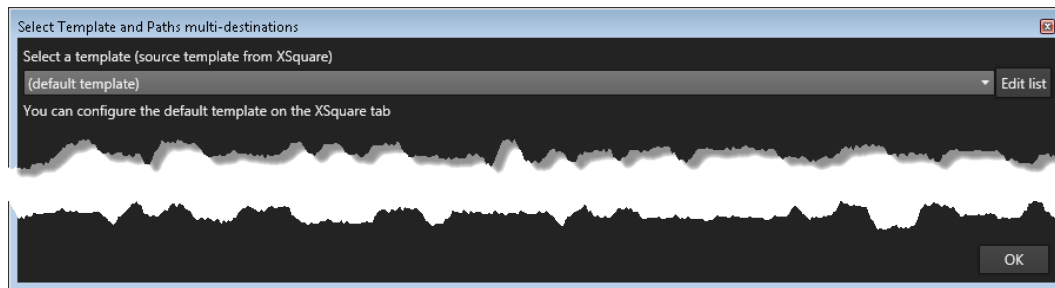 Select Template and Paths multi-destinations
Select a template (source template from XSquare)
(default template)
Edit list
You can configure the default template on the XSquare tab
OK